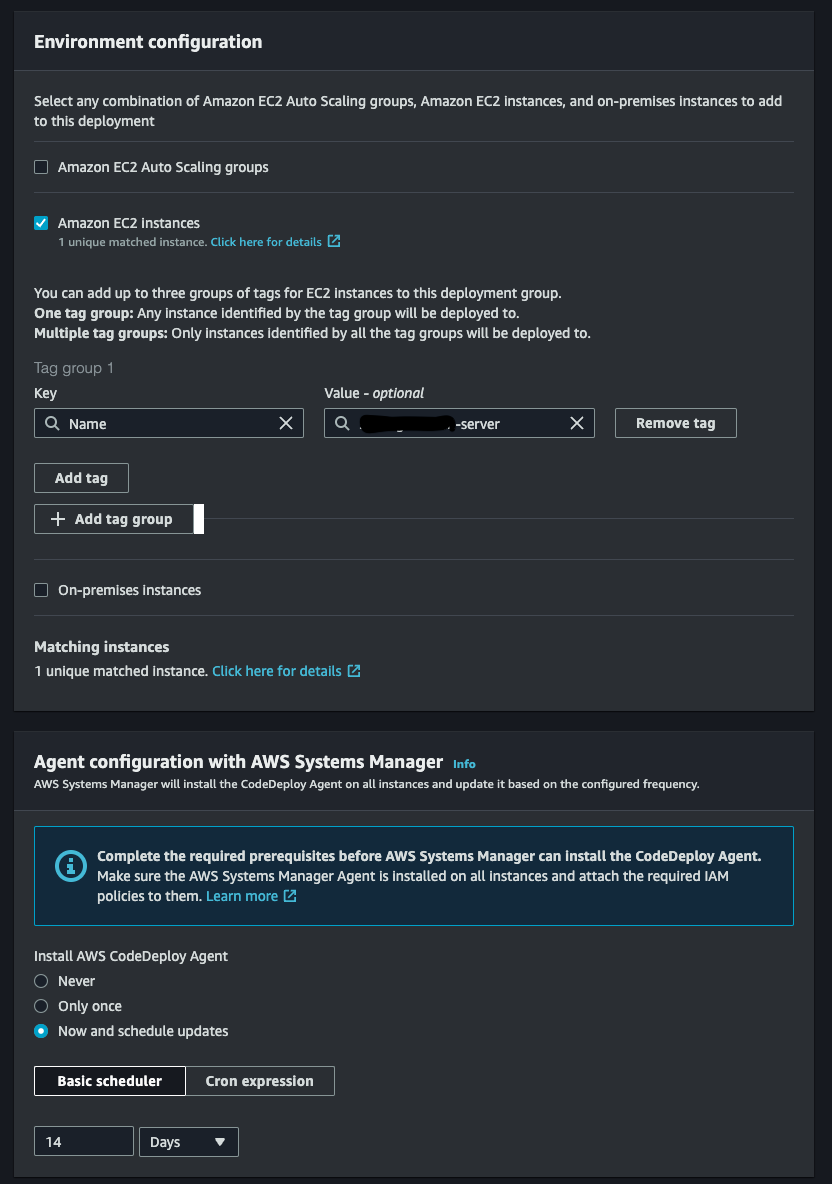 Environment configuration
Select any combination of Amazon EC2 Auto Scaling groups, Amazon EC2 instances, and on-premises instances to add
to this deployment
Amazon EC2 Auto Scaling groups
Amazon EC2 instances
1 unique matched instance. Click here for details
You can add up to three groups of tags for EC2 instances to this deployment group.
One tag group: Any instance identified by the tag group will be deployed to.
Multiple tag groups: Only instances identified by all the tag groups will be deployed to.
Tag group 1
Key
Value - optional
Name
-server
Remove tag
Add tag
Add tag group
On-premises instances
Matching instances
1 unique matched instance. Click here for details
Agent configuration with AWS Systems Manager Info
AWS Systems Manager will install the CodeDeploy Agent on all instances and update it based on the configured frequency.
Complete the required prerequisites before AWS Systems Manager can install the CodeDeploy Agent.
Make sure the AWS Systems Manager Agent is installed on all instances and attach the required IAM
policies to them. Learn more
Install AWS CodeDeploy Agent
Never
Only once
Now and schedule updates
Basic scheduler
Cron expression
14
Days